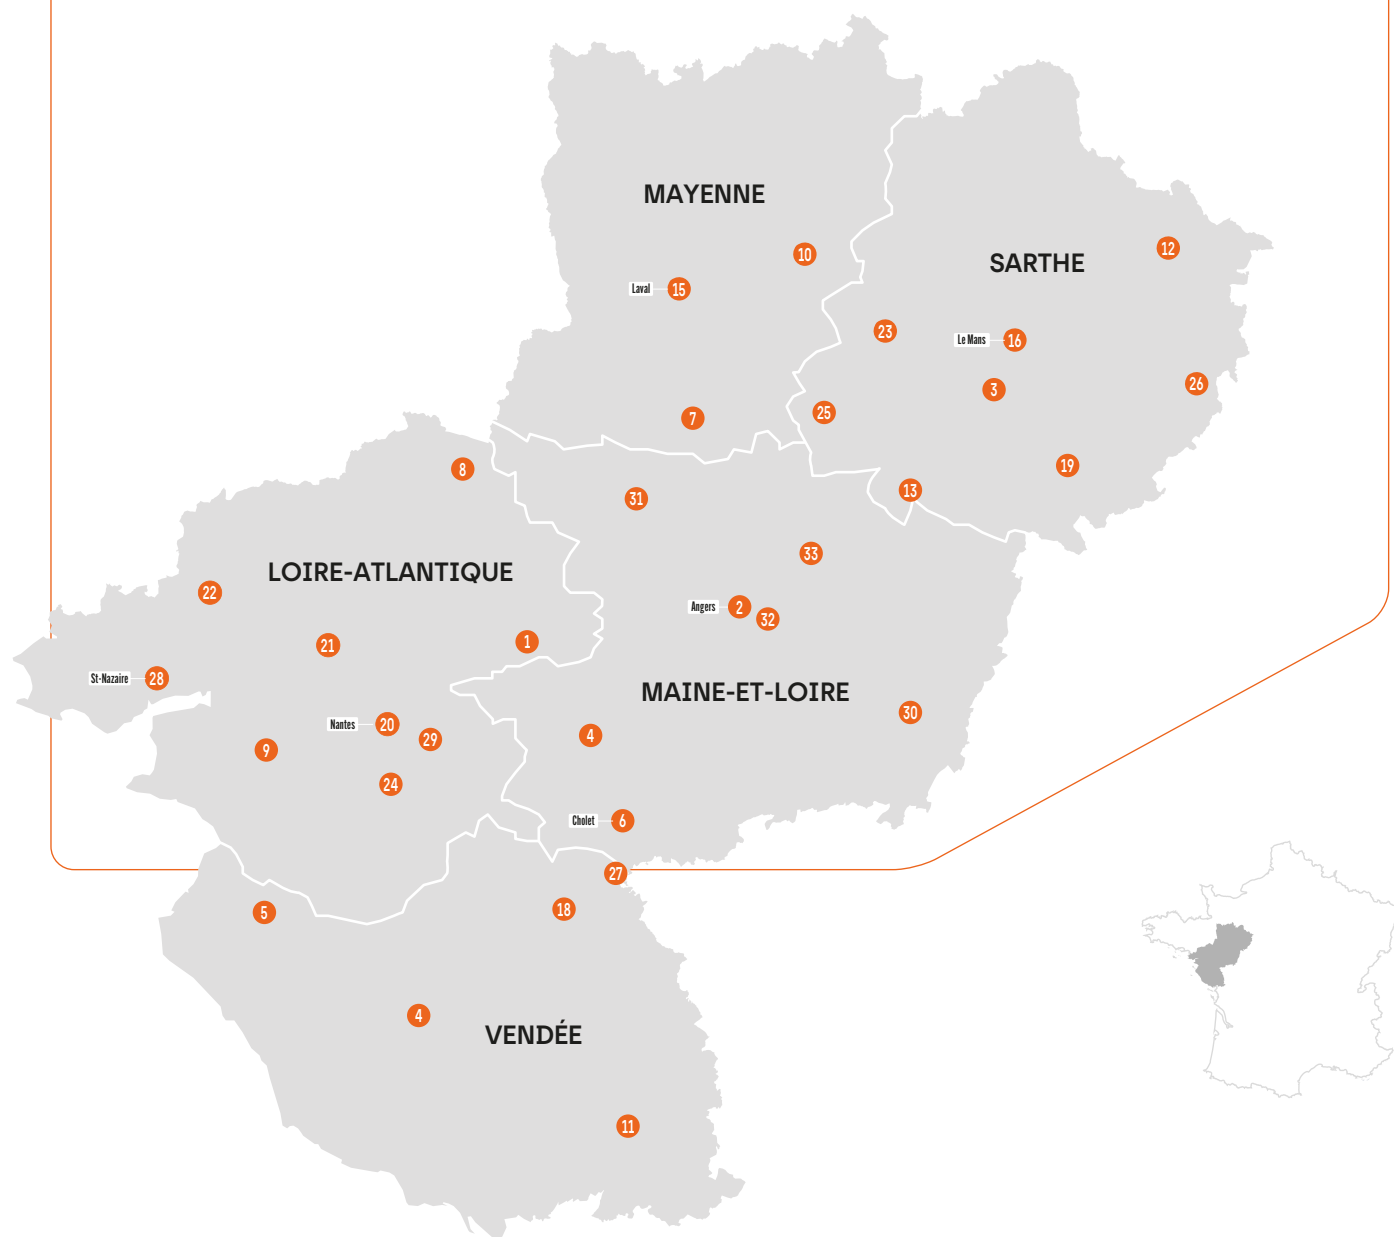 MAYENNE
12
10
SARTHE
Laval 15
23
Le Mans 16
26
3
25
7
19
8
13
31
33
LOIRE-ATLANTIQUE
22
Angers 2
32
1
21
St-Nazaire 28
MAINE-ET-LOIRE
30
Nantes 20
4
29
9
24
Cholet 6
27
18
5
4
VENDÉE
11